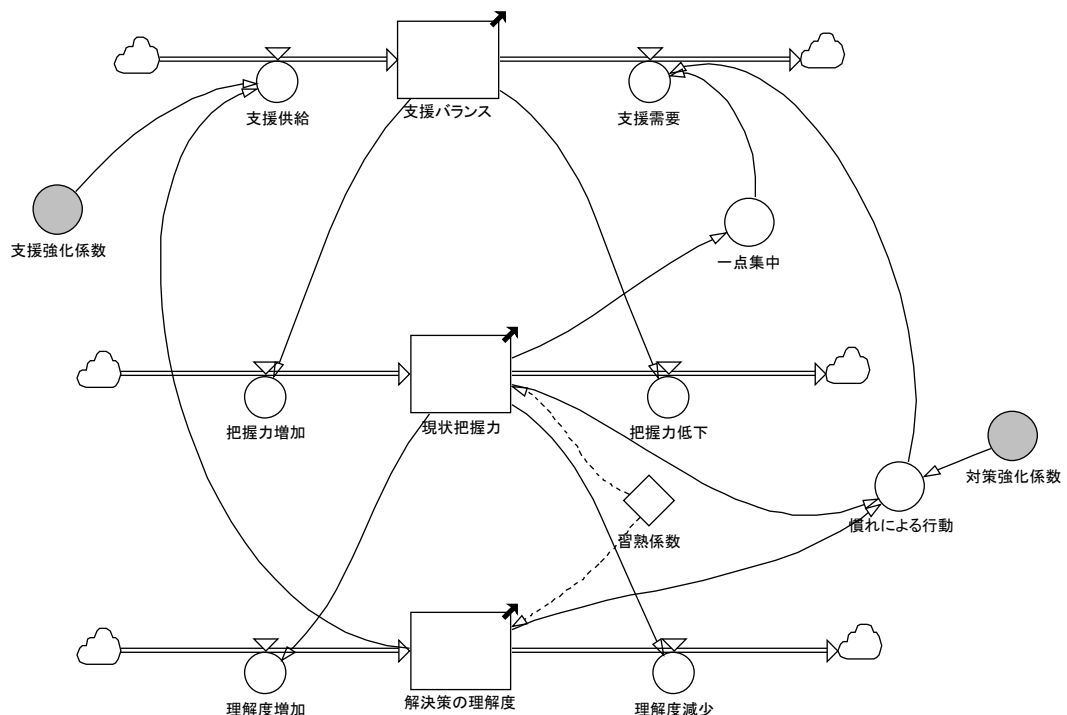 支援バランス
支援供給
支援需要
支援強化係数
一点集中
把握力増加
現状把握力
把握力低下
対策強化係数
慣れによる行動
習熟係数
理解度増加
解決策の理解度
理解度減少